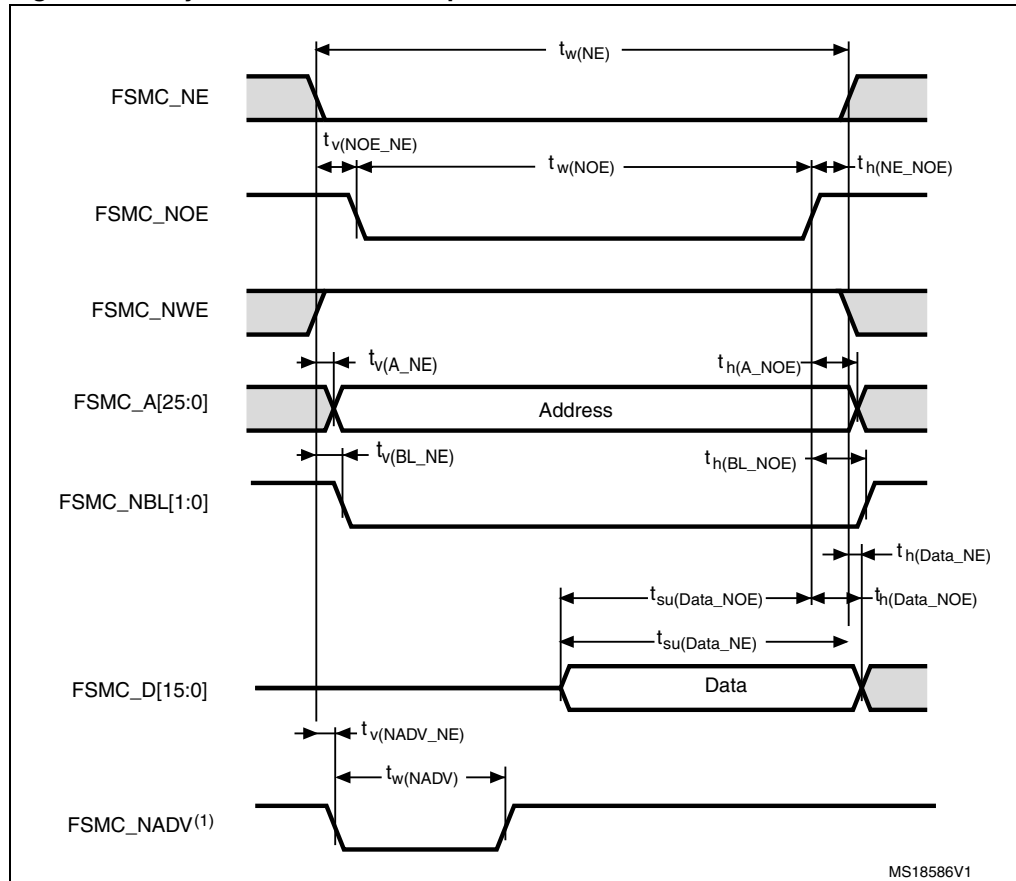 tw(NE)
FSMC_NE
tv(NOE_NE)
tw(NOE)
th(NE_NOE)
FSMC_NOE
FSMC_NWE
tv(A_NE)
th(A_NOE)
FSMC_A[25:0]
Address
tv(BL_NE)
th(BL_NOE)
FSMC_NBL[1:0]
th(Data_NE)
tsu(Data_NOE)
th(Data_NOE)
tsu(Data_NE)
FSMC_D[15:0]
Data
tv(NADV_NE)
tw(NADV)
FSMC_NADV(1)
MS18586V1